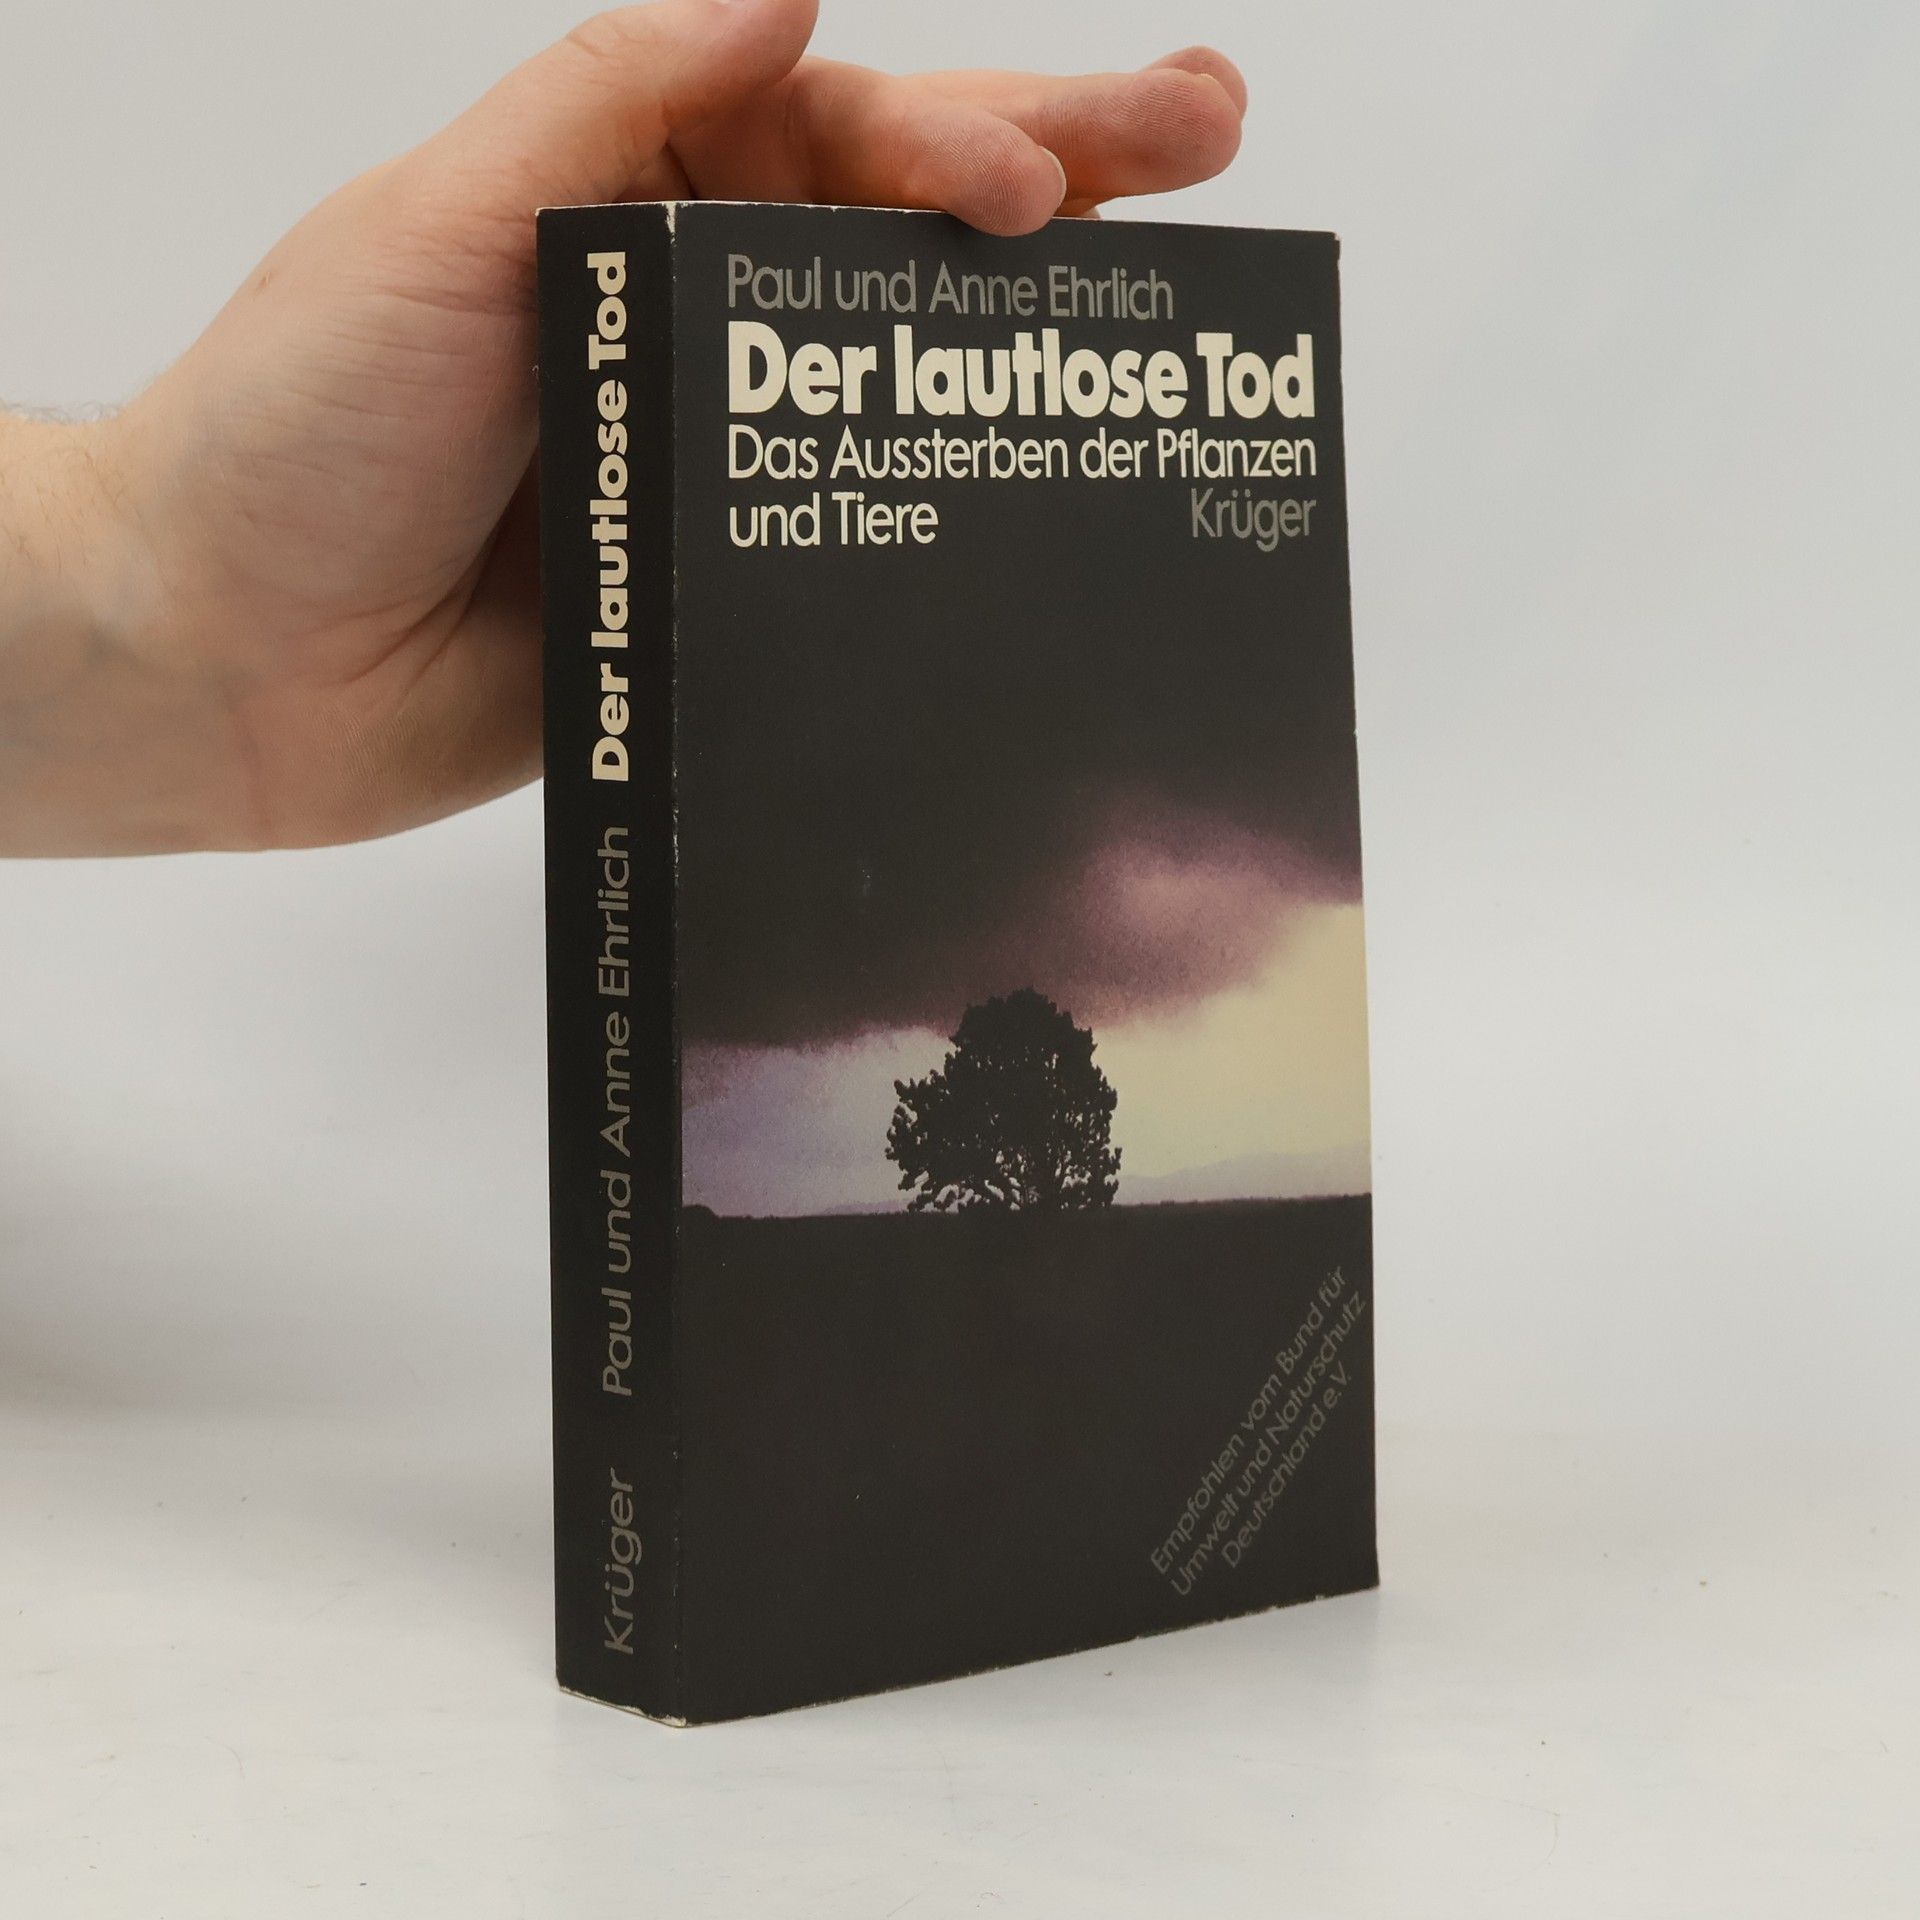 Paul und Anne Ehrlich
Der lautlose Tod
Das Aussterben der Pflanzen
und Tiere
Krüger
Empfohlen vom Bund für
Umwelt und Naturschutz
Deutschland e.V.
Krüger Paul und Anne Ehrlich Der lautlose Tod